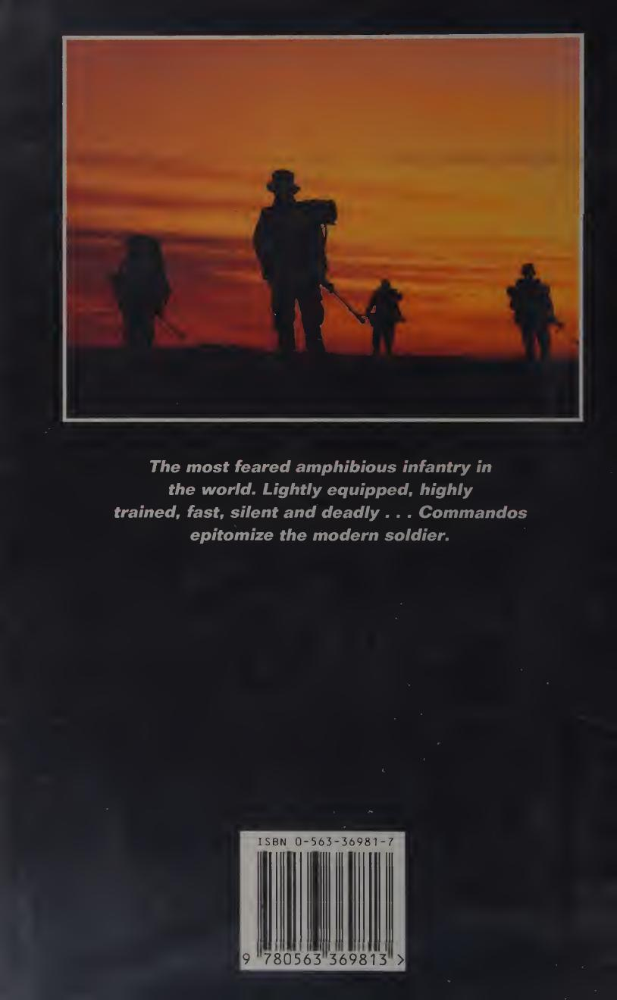 The most feared amphibious infantry in
the world. Lightly equipped, highly
trained, fast, silent and deadly . . . Commandos
epitomize the modern soldier.
ISBN 0-563-36981-7
9 780563 369813 >